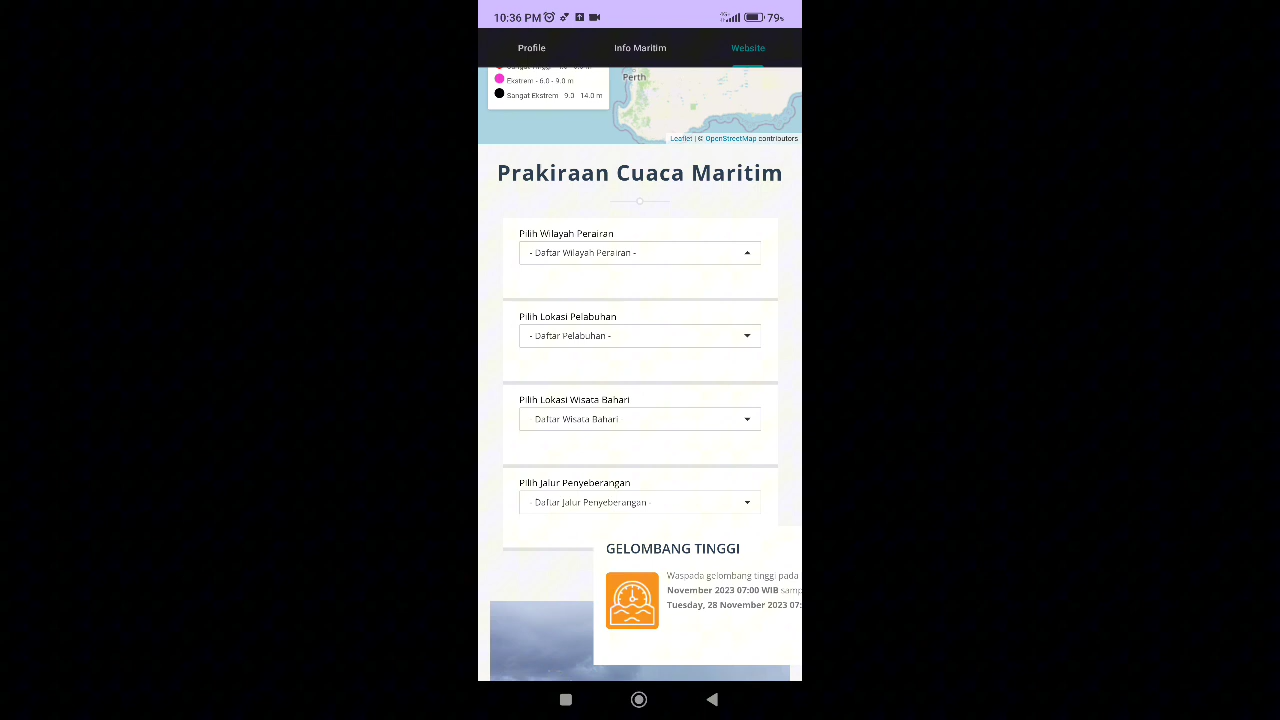 10:36 PM
79%
Profile
Info Maritim
Website
Ekstrem - 6.0 - 9.0 m
Sangat Ekstrem - 9.0 - 14.0 m
Perth
Leaflet | © OpenStreetMap contributors
Prakiraan Cuaca Maritim
Pilih Wilayah Perairan
- Daftar Wilayah Perairan -
Pilih Lokasi Pelabuhan
- Daftar Pelabuhan -
Pilih Lokasi Wisata Bahari
Daftar Wisata Bahari
Pilih Jalur Penyeberangan
- Daftar Jalur Penyeberangan -
GELOMBANG TINGGI
Waspada gelombang tinggi pada
November 2023 07:00 WIB samp
Tuesday, 28 November 2023 07: